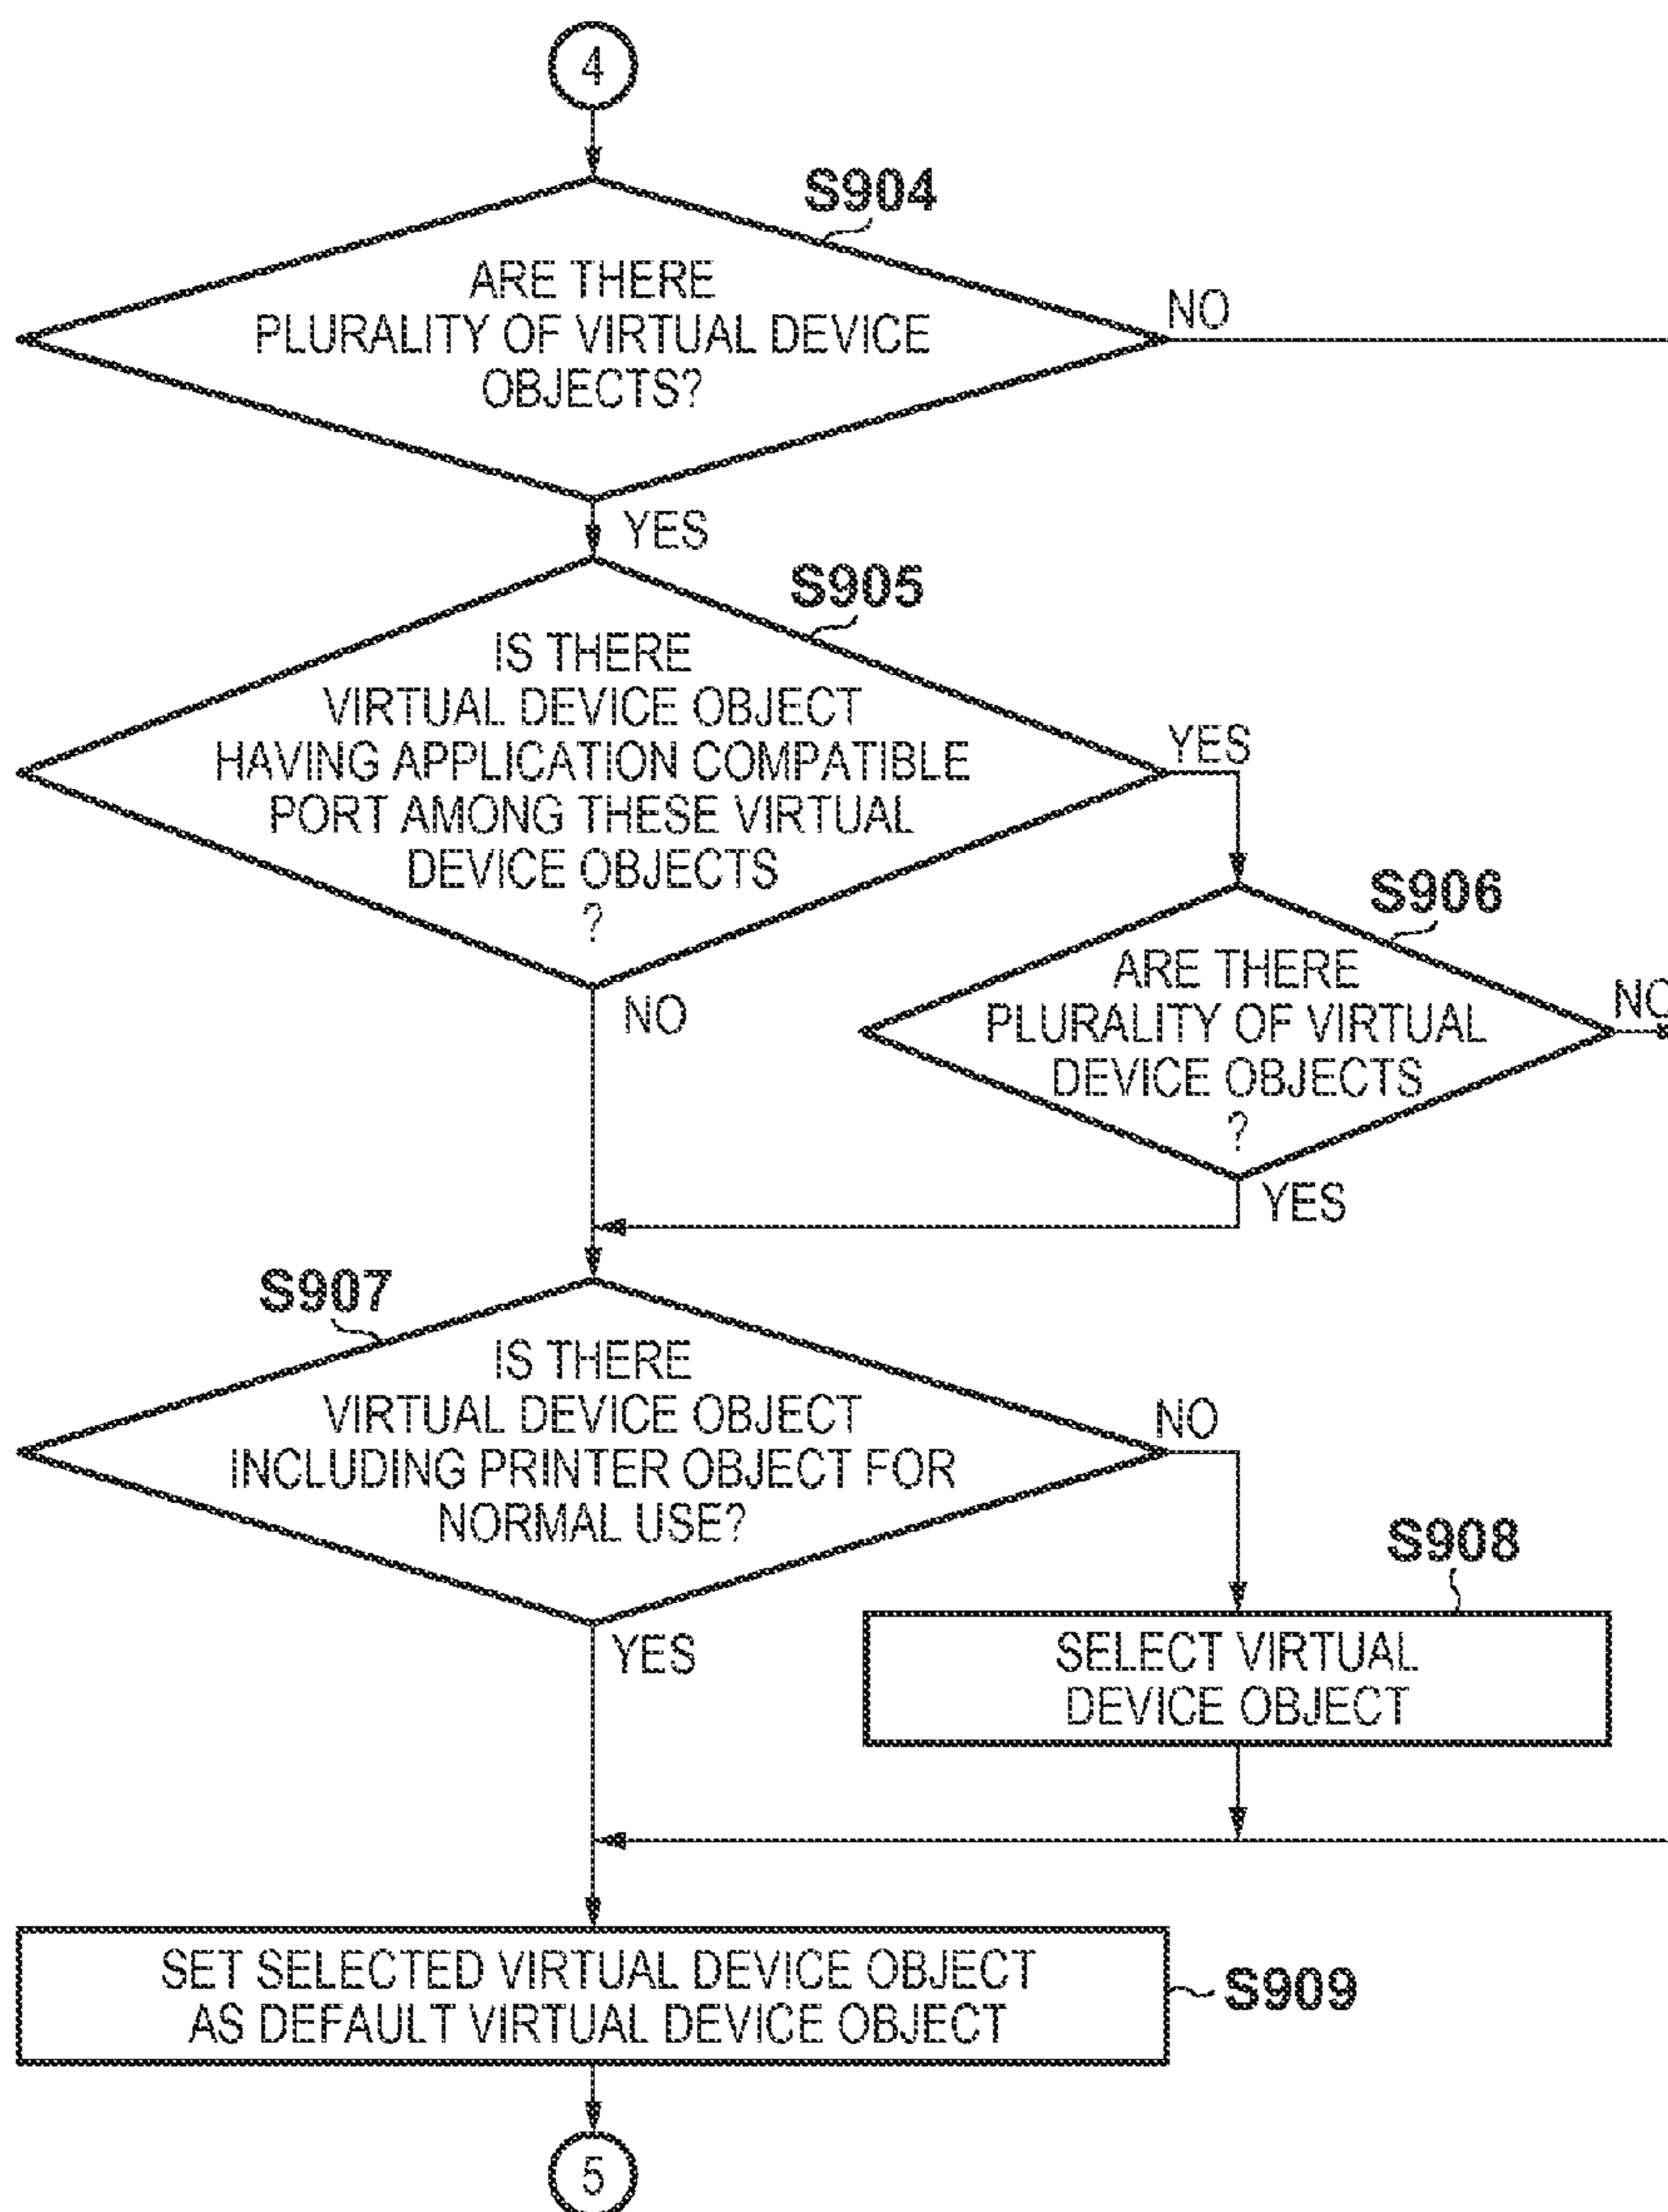 4
S904
ARE THERE
PLURALITY OF VIRTUAL DEVICE
OBJECTS?
NO
YES
S905
IS THERE
VIRTUAL DEVICE OBJECT
HAVING APPLICATION COMPATIBLE
PORT AMONG THESE VIRTUAL
DEVICE OBJECTS
?
YES
NO
S906
ARE THERE
PLURALITY OF VIRTUAL
DEVICE OBJECTS
?
NO
YES
S907
IS THERE
VIRTUAL DEVICE OBJECT
INCLUDING PRINTER OBJECT FOR
NORMAL USE?
NO
YES
S908
SELECT VIRTUAL
DEVICE OBJECT
SET SELECTED VIRTUAL DEVICE OBJECT
AS DEFAULT VIRTUAL DEVICE OBJECT
S909
5